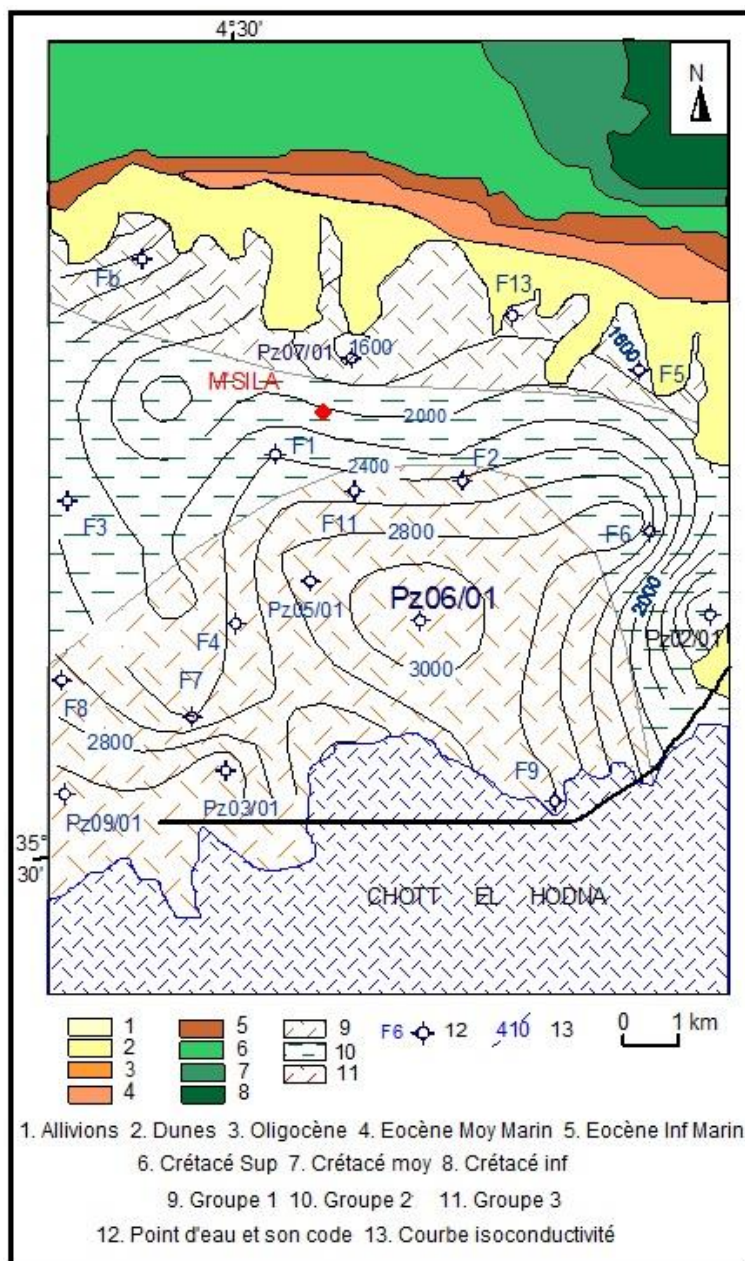 4°30'
N
Fb
F13
1600
Pz07/01
1600
F5
M'SILA
2000
F1
2400
F2
F3
F11
2800
F6
Pz05/01
Pz06/01
2000
F4
Pz02/01
3000
F7
F8
2800
F9
Pz09/01
Pz03/01
35°
30'
CHOTT EL HODNA
1 5 9 F6 12 410 13 0 1 km
2 6 10
3 7 11
4 8
1. Allivions 2. Dunes 3. Oligocène 4. Eocène Moy Marin 5. Eocène Inf Marin
6. Crétacé Sup 7. Crétacé moy 8. Crétacé inf
9. Groupe 1 10. Groupe 2 11. Groupe 3
12. Point d'eau et son code 13. Courbe isoconductivité